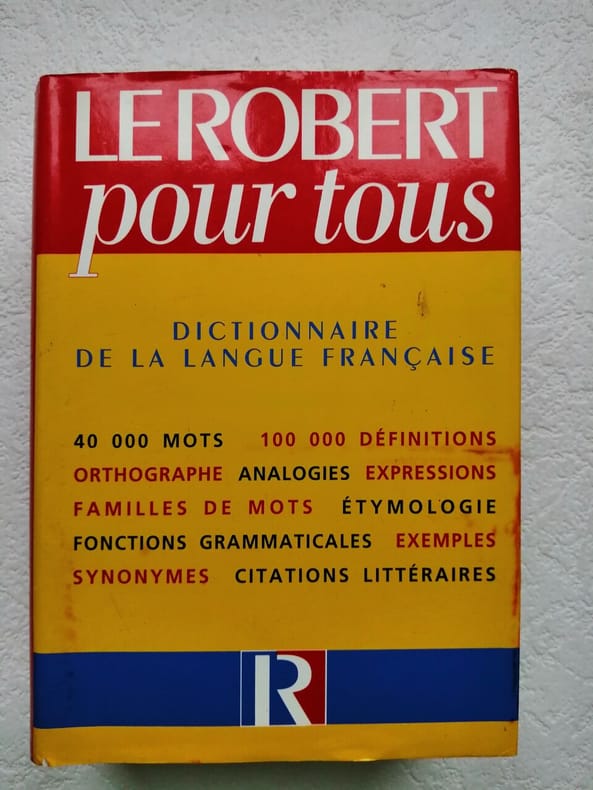 LE ROBERT
pour tous
DICTIONNAIRE
DE LA LANGUE FRANÇAISE
40 000 MOTS 100 000 DÉFINITIONS
ORTHOGRAPHE ANALOGIES EXPRESSIONS
FAMILLES DE MOTS ÉTYMOLOGIE
FONCTIONS GRAMMATICALES EXEMPLES
SYNONYMES CITATIONS LITTÉRAIRES
R